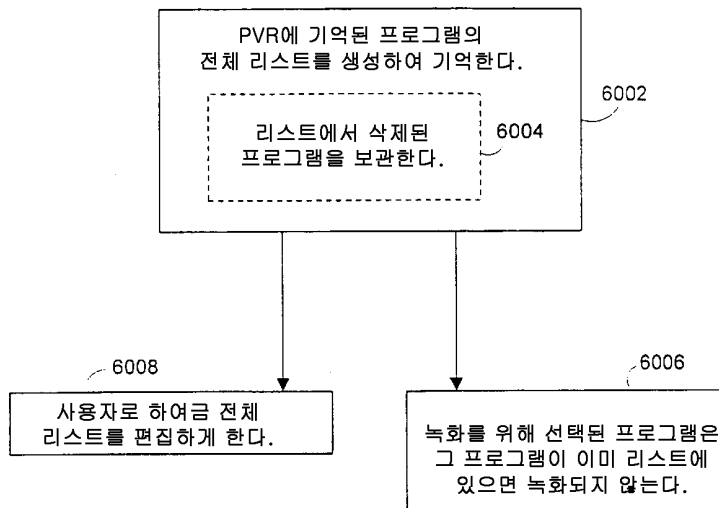 PVR에 기억된 프로그램의
전체 리스트를 생성하여 기억한다.
6002
리스트에서 삭제된
프로그램을 보관한다.
6004
6008
사용자로 하여금 전체
리스트를 편집하게 한다.
6006
녹화를 위해 선택된 프로그램은
그 프로그램이 이미 리스트에
있으면 녹화되지 않는다.